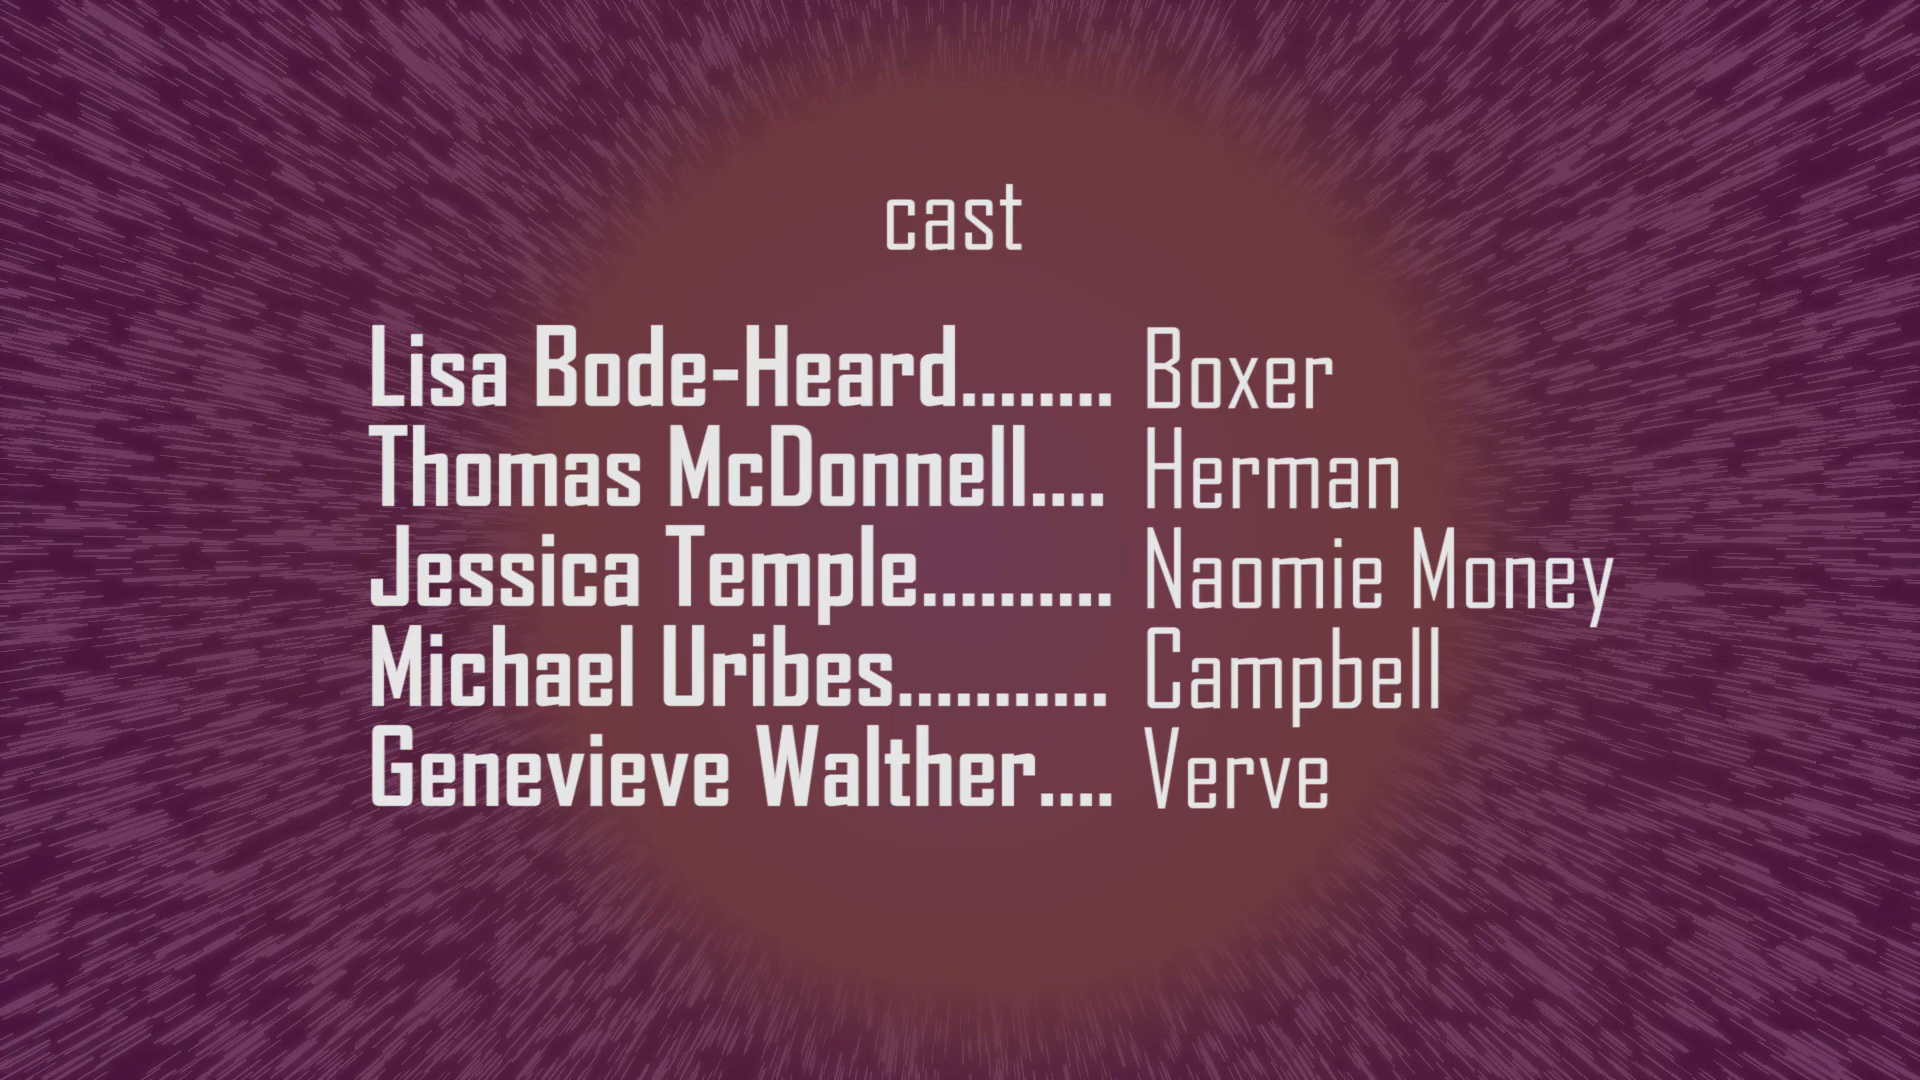 cast
Lisa Bode-Heard........ Boxer
Thomas McDonnell.... Herman
Jessica Temple.......... Naomie Money
Michael Uribes........... Campbell
Genevieve Walther.... Verve